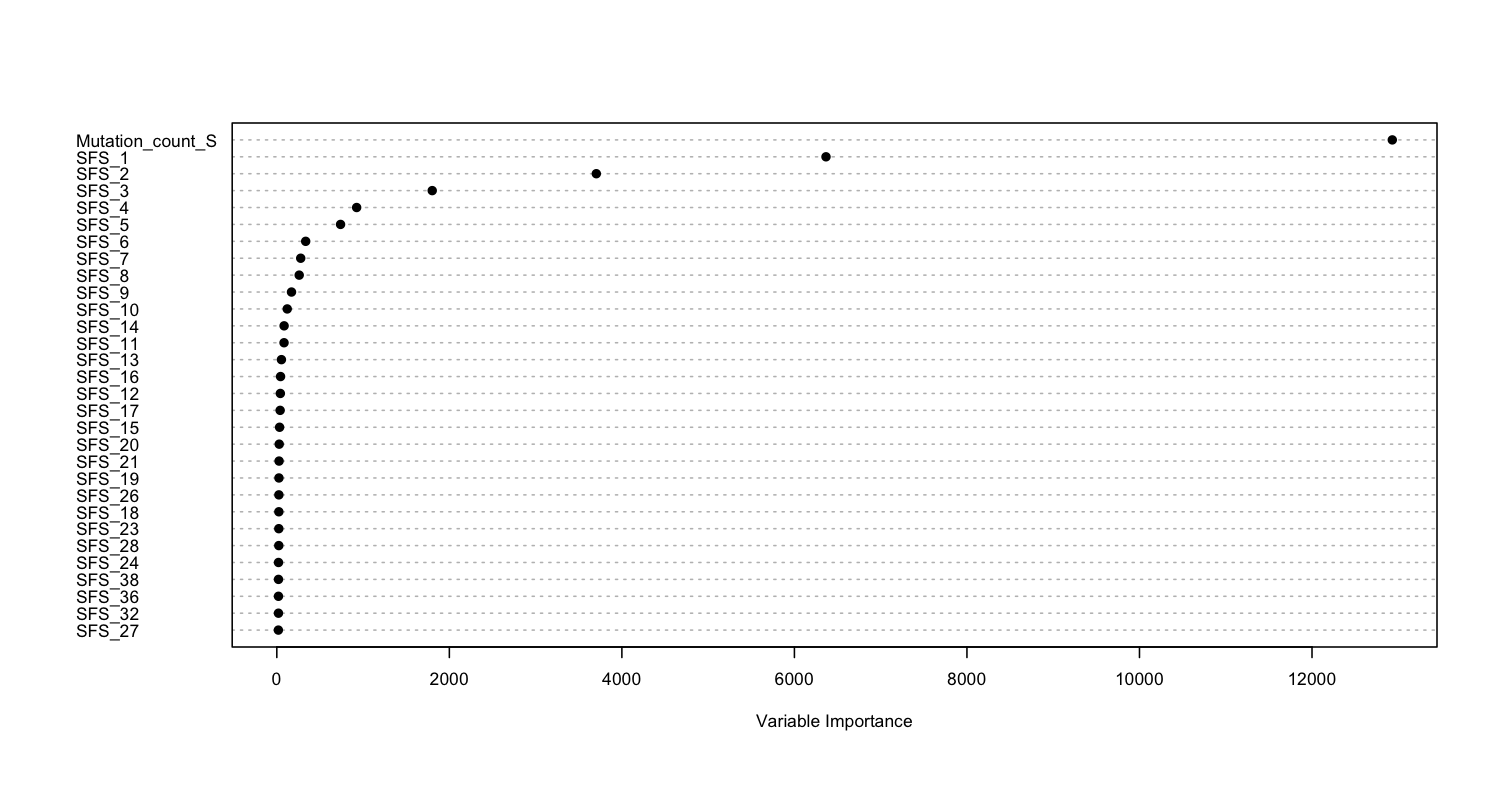 Mutation_count_S
SFS_1
SFS_2
SFS_3
SFS_4
SFS_5
SFS_6
SFS_7
SFS_8
SFS_9
SFS_10
SFS_14
SFS_11
SFS_13
SFS_16
SFS_12
SFS_17
SFS_15
SFS_20
SFS_21
SFS_19
SFS_26
SFS_18
SFS_23
SFS_28
SFS_24
SFS_38
SFS_36
SFS_32
SFS_27
0 2000 4000 6000 8000 10000 12000
Variable Importance